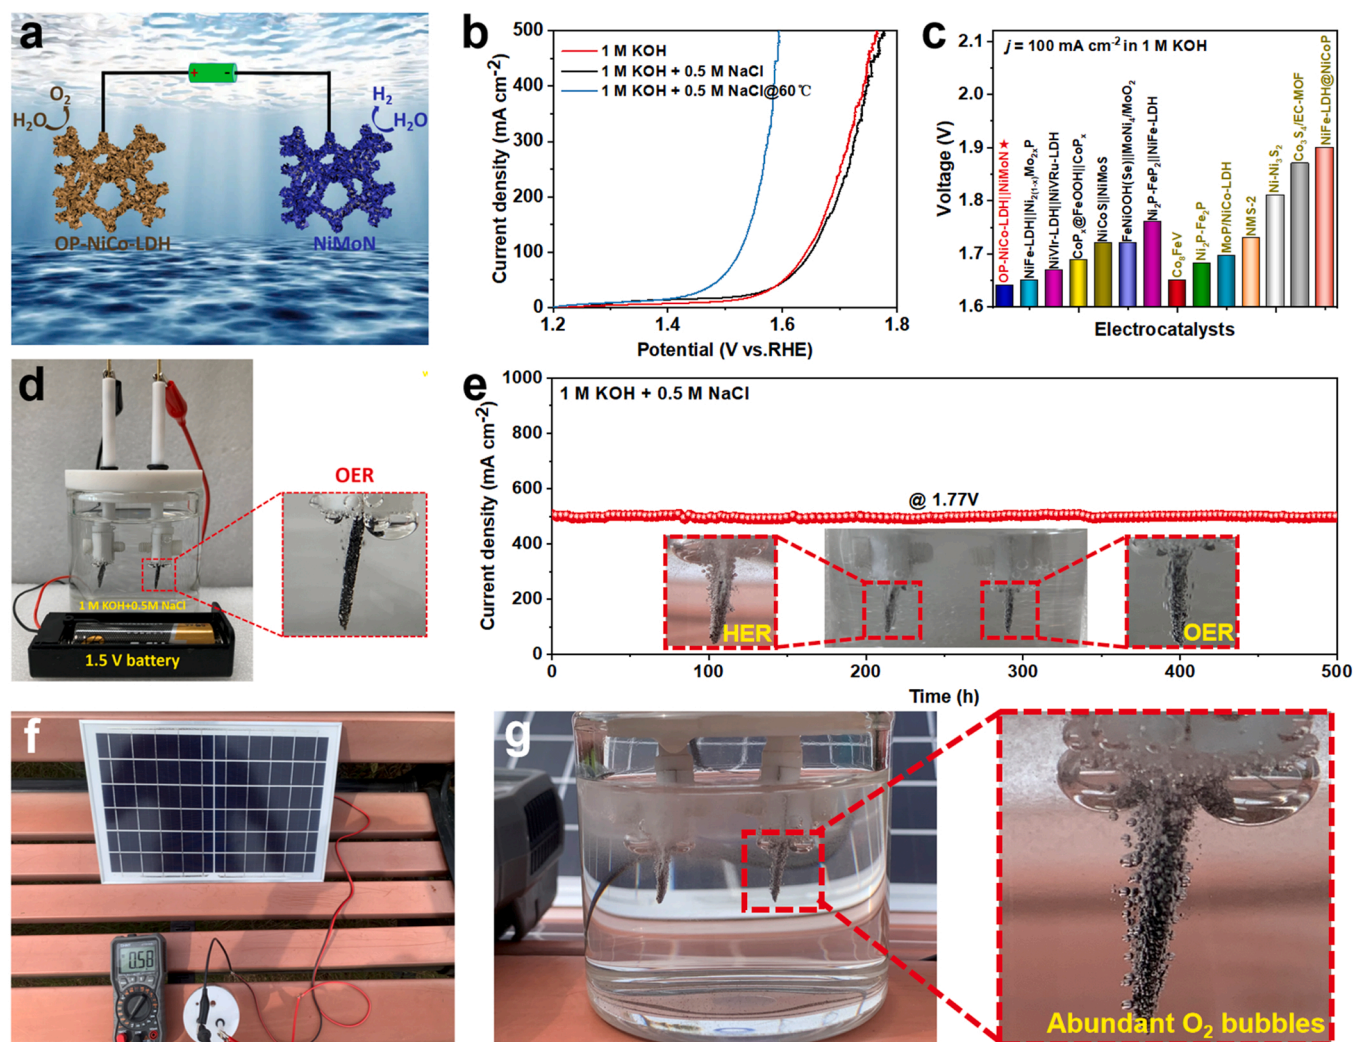 a
O₂
H₂O
H₂
H₂O
OP-NiCo-LDH
NiMoN
+ -
b
1 M KOH
1 M KOH + 0.5 M NaCl
1 M KOH + 0.5 M NaCl@60℃
Current density (mA cm⁻²)
500
400
300
200
100
0
1.2 1.4 1.6 1.8
Potential (V vs.RHE)
c
j = 100 mA cm⁻² in 1 M KOH
Voltage (V)
2.1
2.0
1.9
1.8
1.7
1.6
OP-NiCo-LDH||NiMoN★
NiFe-LDH||Ni₂₍₁₋ₓ₎Mo₂ₓP
NiVIr-LDH||NiVRu-LDH
CoPₓ@FeOOH||CoPₓ
NiCoS||NiMoS
FeNiOOH(Se)||MoNi₄/MoO₂
Ni₂P-FeP₂||NiFe-LDH
Co₈FeV
Ni₂P-Fe₂P
MoP/NiCo-LDH
NMS-2
Ni-Ni₃S₂
Co₃S₄/EC-MOF
NiFe-LDH@NiCoP
Electrocatalysts
d
OER
1 M KOH+0.5M NaCl
1.5 V battery
e
1 M KOH + 0.5 M NaCl
Current density (mA cm⁻²)
1000
800
600
400
200
0
@ 1.77V
HER
OER
0 100 200 300 400 500
Time (h)
f
0.58
g
Abundant O₂ bubbles